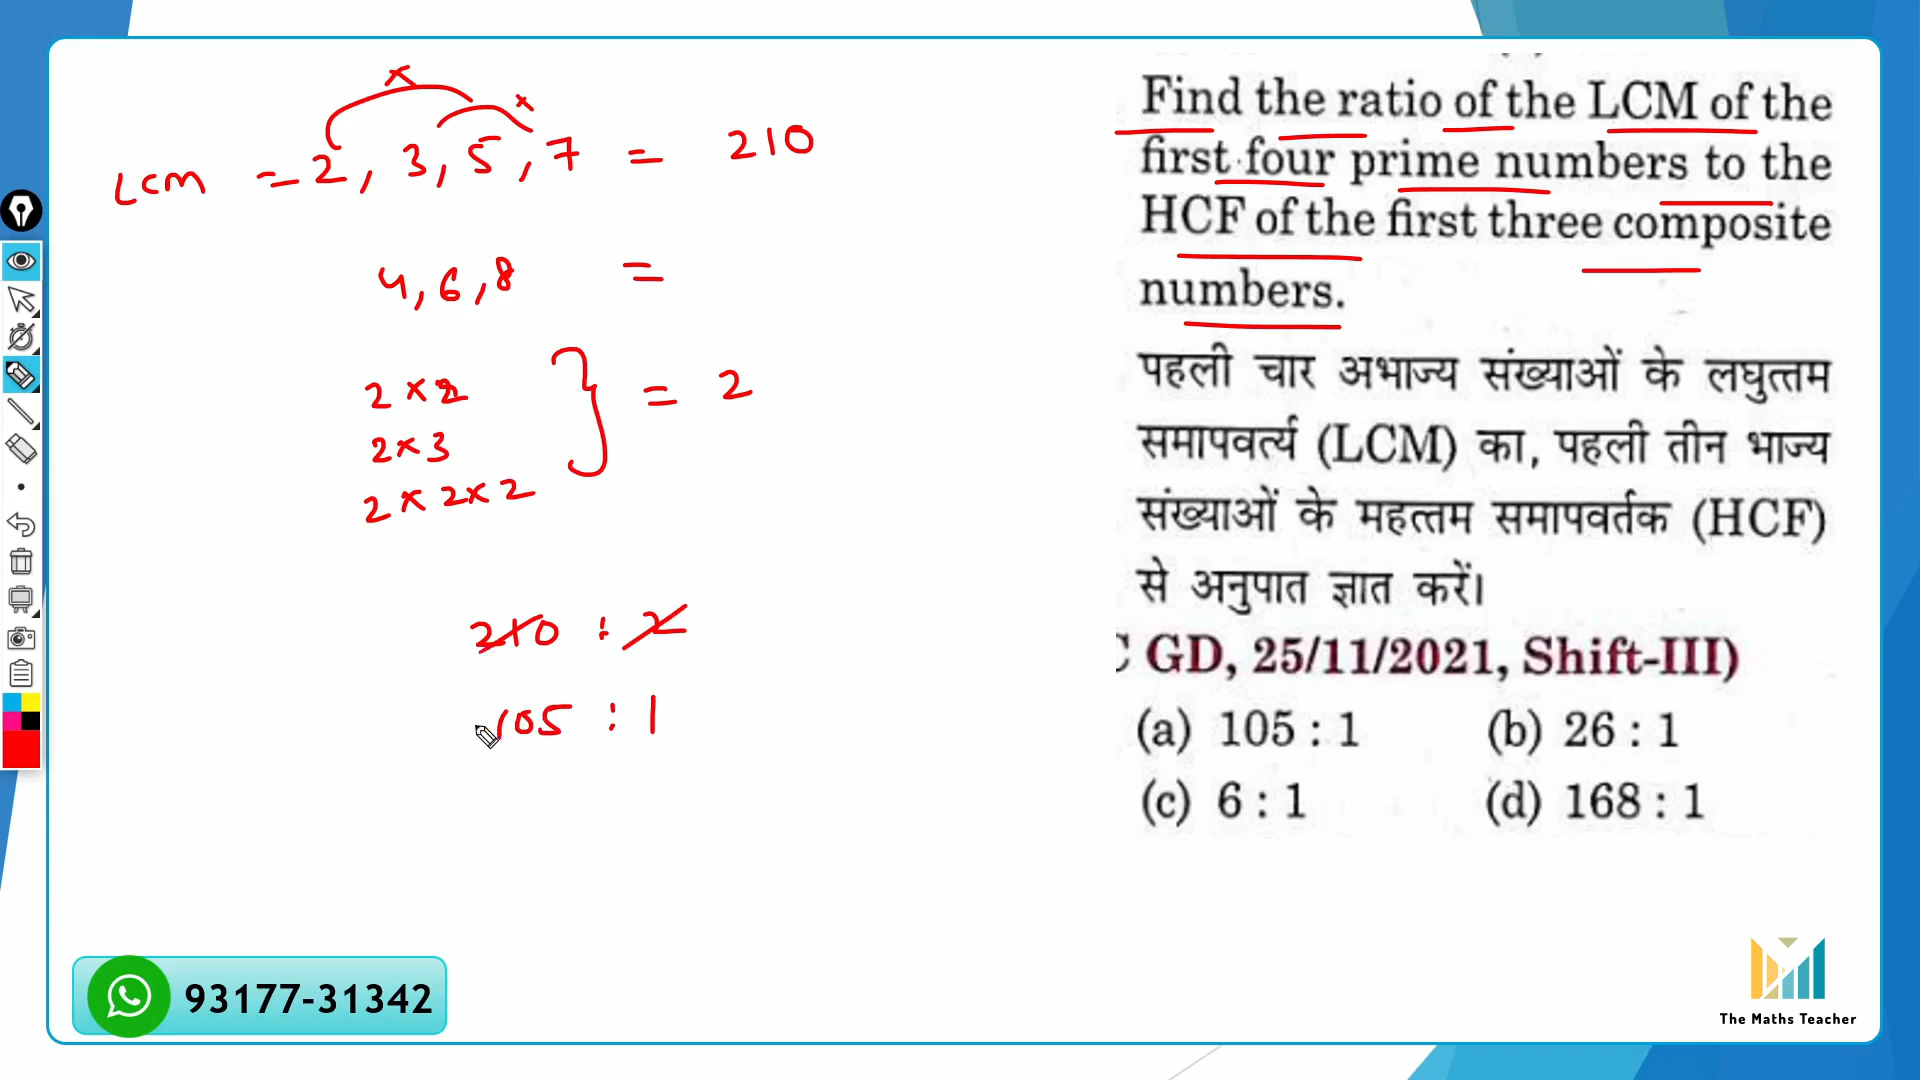 LCM = 2, 3, 5, 7 = 210
4, 6, 8 =
2 × 2
2 × 3
2 × 2 × 2
= 2
210 : 2
105 : 1
Find the ratio of the LCM of the
first four prime numbers to the
HCF of the first three composite
numbers.
पहली चार अभाज्य संख्याओं के लघुत्तम
समापवर्त्य (LCM) का, पहली तीन भाज्य
संख्याओं के महत्तम समापवर्तक (HCF)
से अनुपात ज्ञात करें।
GD, 25/11/2021, Shift-III)
(a) 105 : 1 (b) 26 : 1
(c) 6 : 1 (d) 168 : 1
93177-31342
The Maths Teacher